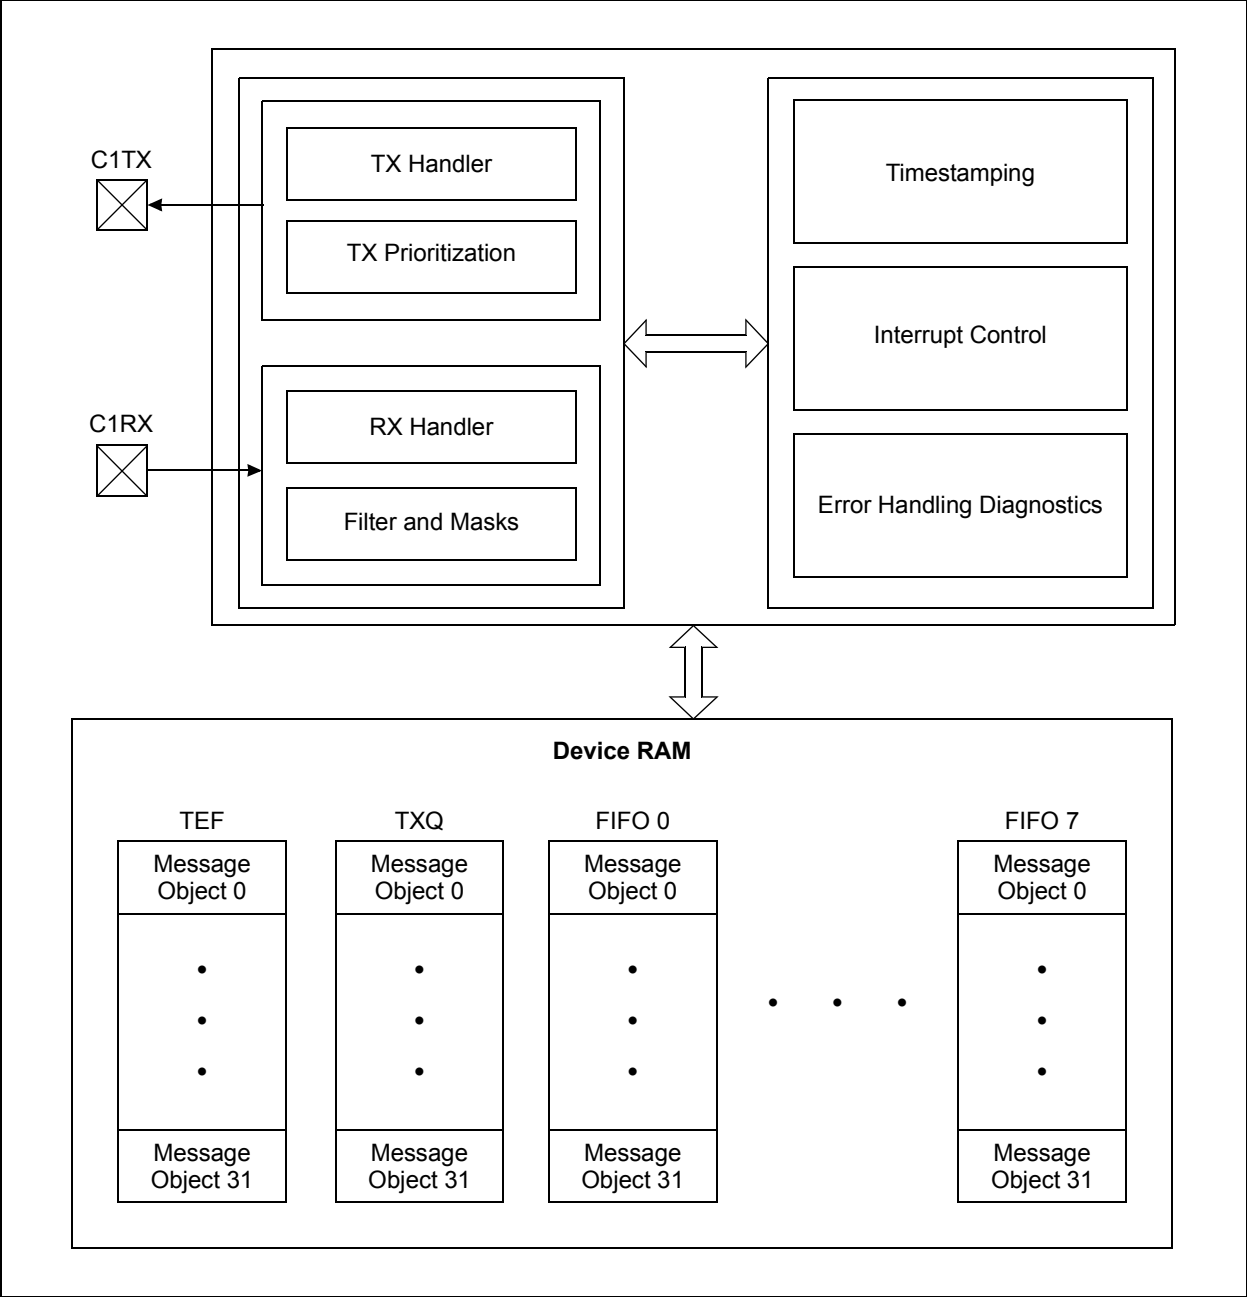 C1TX
TX Handler
TX Prioritization
C1RX
RX Handler
Filter and Masks
Timestamping
Interrupt Control
Error Handling Diagnostics
Device RAM
TEF
Message
Object 0
Message
Object 31
TXQ
Message
Object 0
Message
Object 31
FIFO 0
Message
Object 0
Message
Object 31
FIFO 7
Message
Object 0
Message
Object 31